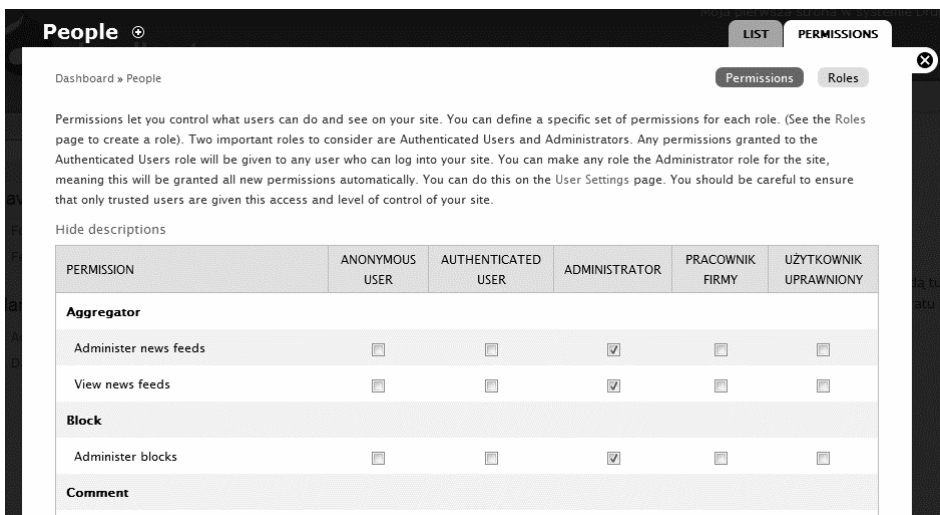 Moja pierwsza strona w systemie Dru
People
LIST
PERMISSIONS
Dashboard » People
Permissions
Roles
Permissions let you control what users can do and see on your site. You can define a specific set of permissions for each role. (See the Roles
page to create a role). Two important roles to consider are Authenticated Users and Administrators. Any permissions granted to the
Authenticated Users role will be given to any user who can log into your site. You can make any role the Administrator role for the site,
meaning this will be granted all new permissions automatically. You can do this on the User Settings page. You should be careful to ensure
that only trusted users are given this access and level of control of your site.
Hide descriptions
PERMISSION
ANONYMOUS
USER
AUTHENTICATED
USER
ADMINISTRATOR
PRACOWNIK
FIRMY
UŻYTKOWNIK
UPRAWNIONY
Aggregator
Administer news feeds
View news feeds
Block
Administer blocks
Comment